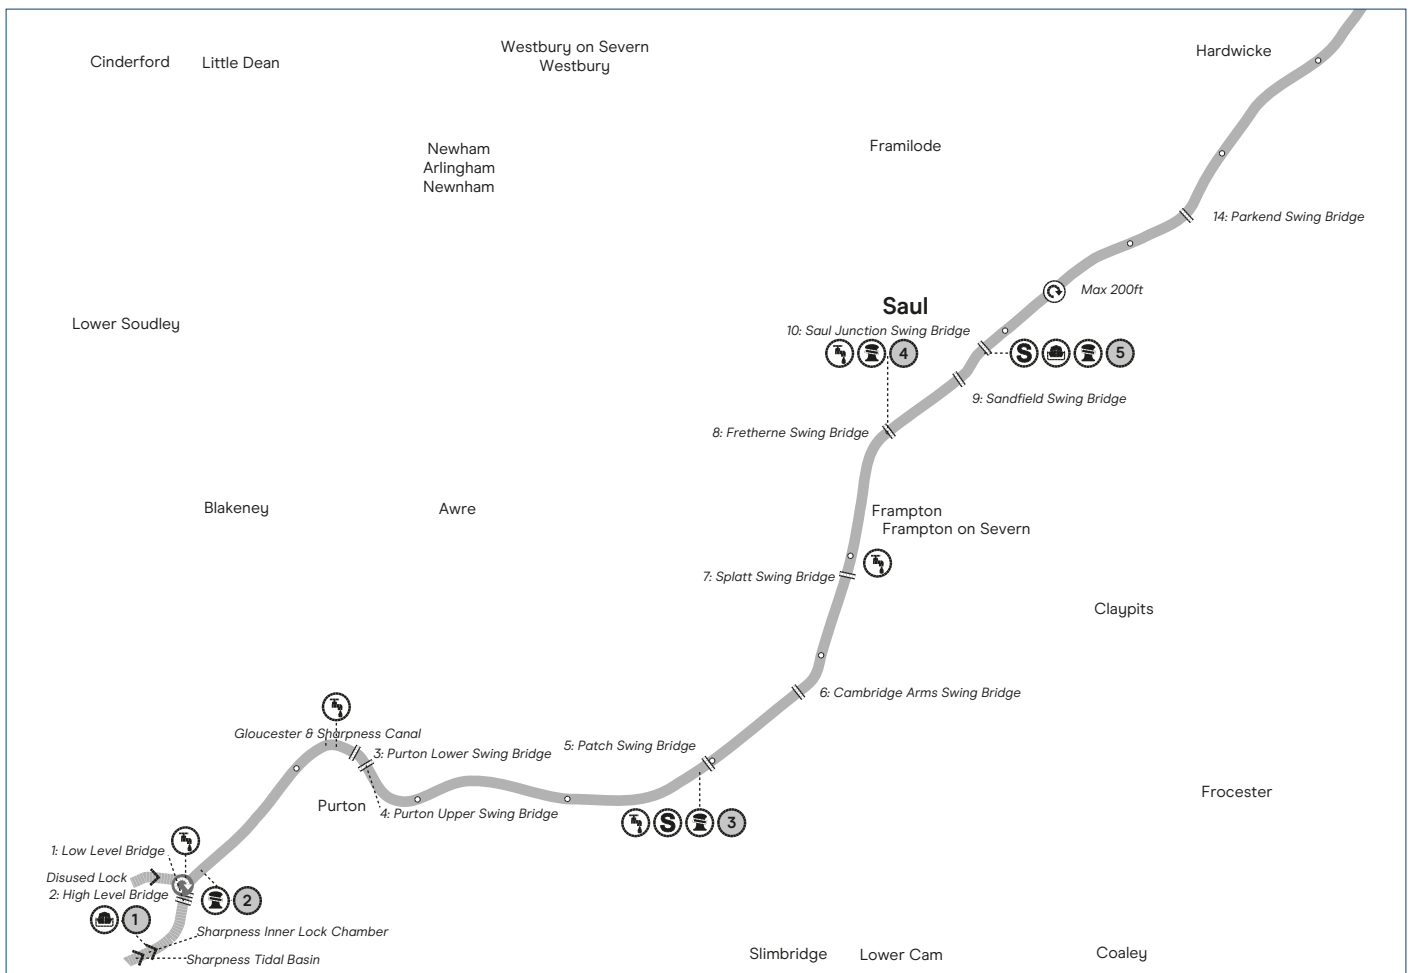 Hardwicke
Westbury on Severn
Westbury
Cinderford
Little Dean
Framilode
Newham
Arlingham
Newnham
14: Parkend Swing Bridge
Max 200ft
Saul
Lower Soudley
10: Saul Junction Swing Bridge
4
S
5
9: Sandfield Swing Bridge
8: Fretherne Swing Bridge
Blakeney
Awre
Frampton
Frampton on Severn
7: Splatt Swing Bridge
Claypits
6: Cambridge Arms Swing Bridge
Gloucester & Sharpness Canal
5: Patch Swing Bridge
3: Purton Lower Swing Bridge
Frocester
Purton
4: Purton Upper Swing Bridge
S
3
1: Low Level Bridge
Disused Lock
2: High Level Bridge
2
1
Sharpness Inner Lock Chamber
Sharpness Tidal Basin
Slimbridge
Lower Cam
Coaley